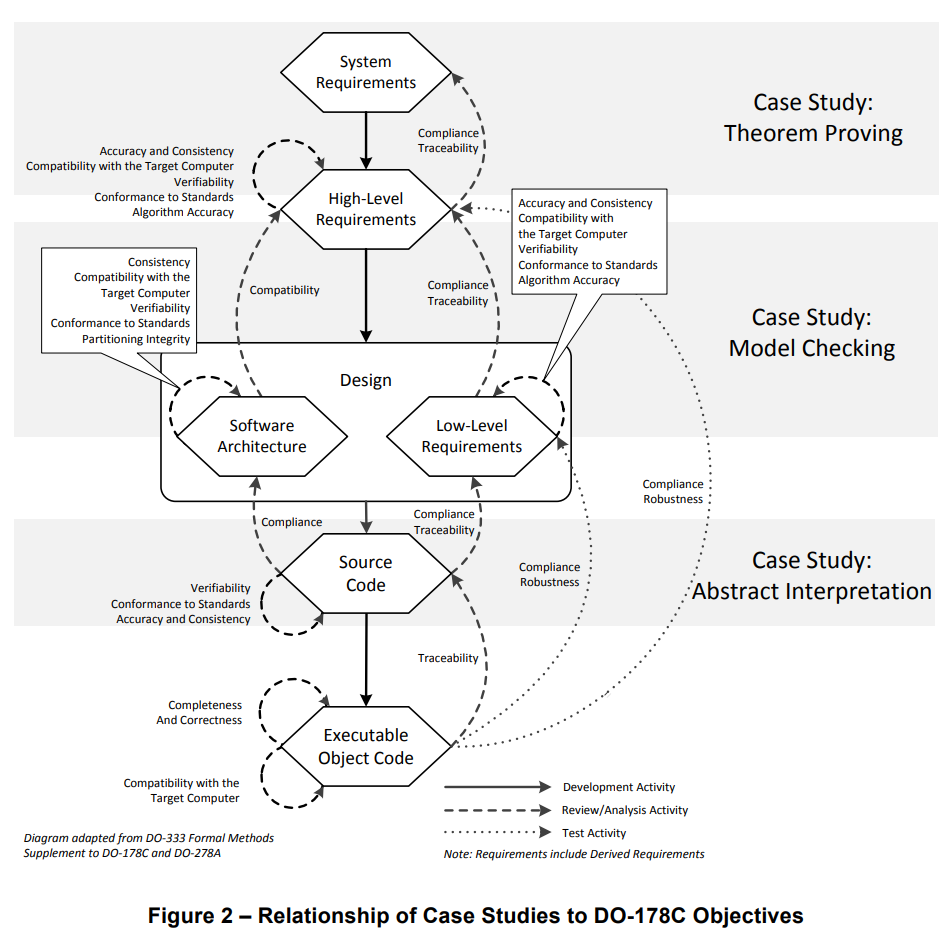 System
Requirements
Case Study:
Theorem Proving
Compliance
Traceability
Accuracy and Consistency
Compatibility with the Target Computer
Verifiability
Conformance to Standards
Algorithm Accuracy
High-Level
Requirements
Accuracy and Consistency
Compatibility with
the Target Computer
Verifiability
Conformance to Standards
Algorithm Accuracy
Consistency
Compatibility with the
Target Computer
Verifiability
Conformance to Standards
Partitioning Integrity
Compatibility
Compliance
Traceability
Case Study:
Model Checking
Design
Software
Architecture
Low-Level
Requirements
Compliance
Robustness
Compliance
Compliance
Traceability
Source
Code
Compliance
Robustness
Case Study:
Abstract Interpretation
Verifiability
Conformance to Standards
Accuracy and Consistency
Traceability
Completeness
And Correctness
Executable
Object Code
Compatibility with the
Target Computer
Development Activity
Review/Analysis Activity
Test Activity
Note: Requirements include Derived Requirements
Diagram adapted from DO-333 Formal Methods
Supplement to DO-178C and DO-278A
Figure 2 – Relationship of Case Studies to DO-178C Objectives